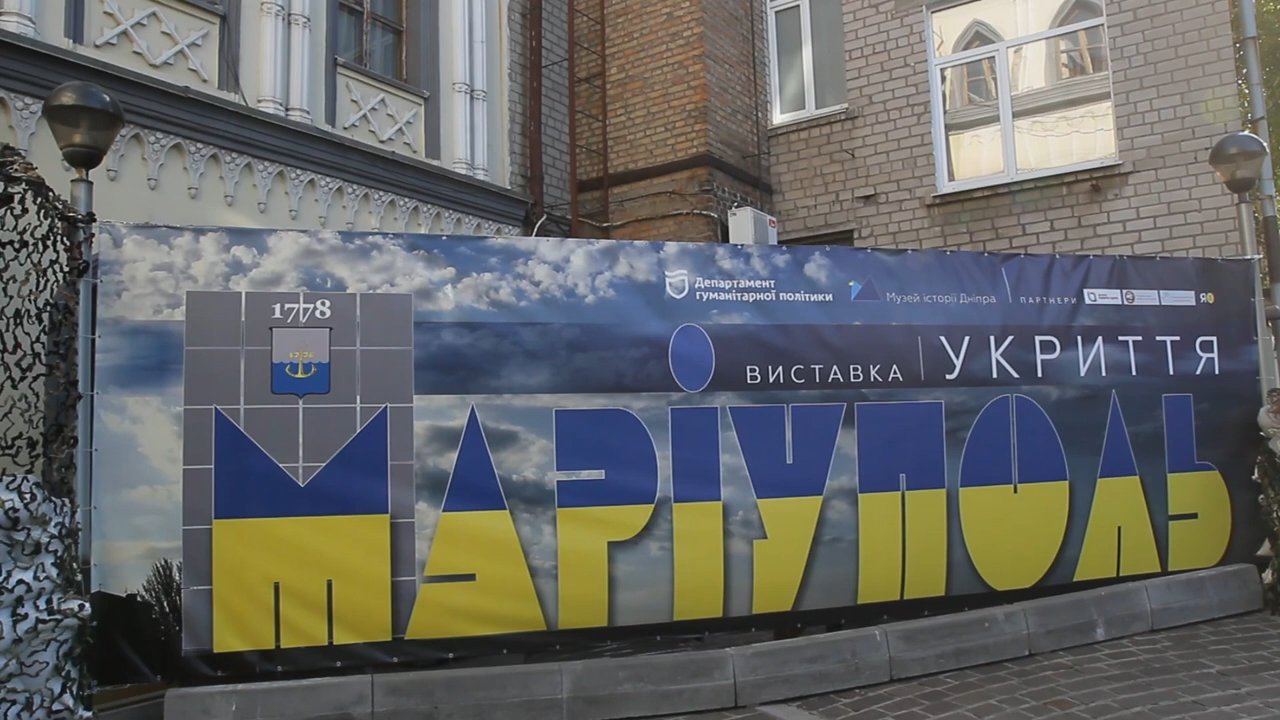 Департамент
гуманітарної політики
Музей історії Дніпра
ПАРТНЕРИ
1778
ВИСТАВКА | УКРИТТЯ
МАРІУПОЛЬ